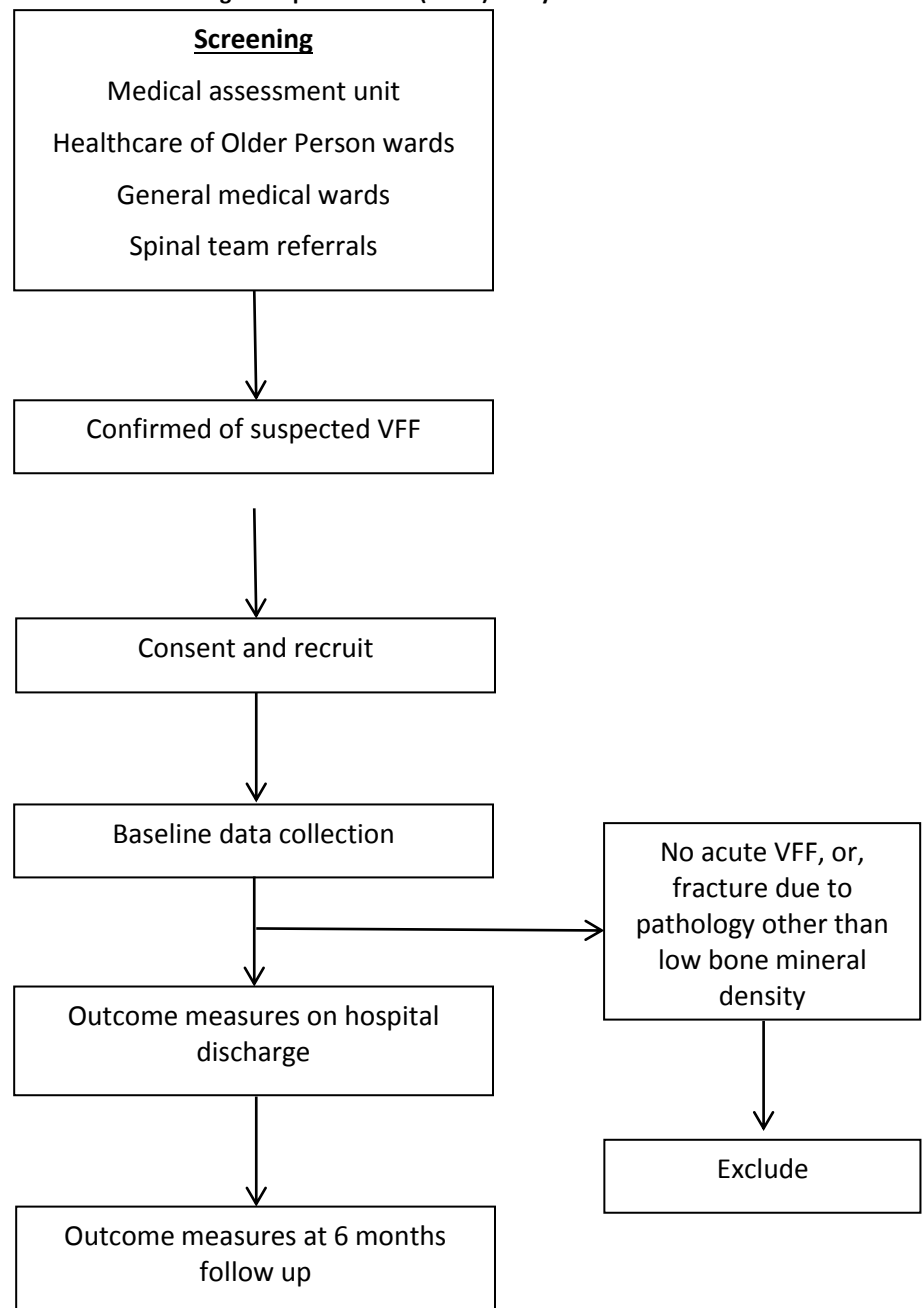 Screening
Medical assessment unit
Healthcare of Older Person wards
General medical wards
Spinal team referrals
Confirmed of suspected VFF
Consent and recruit
Baseline data collection
No acute VFF, or,
fracture due to
pathology other than
low bone mineral
density
Outcome measures on hospital
discharge
Exclude
Outcome measures at 6 months
follow up